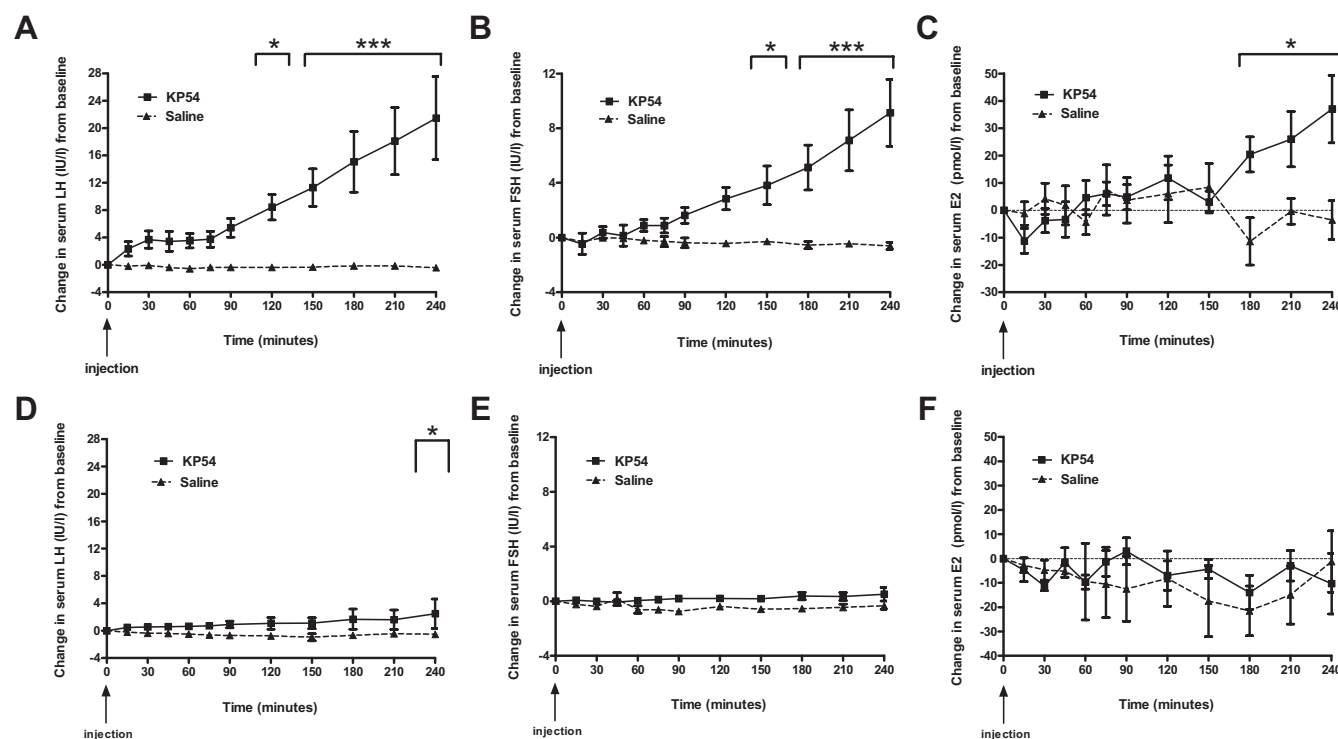 A
* ***
Change in serum LH (IU/l) from baseline
28
24
20
16
12
8
4
0
-4
KP54
Saline
0 30 60 90 120 150 180 210 240
Time (minutes)
injection
B
* ***
Change in serum FSH (IU/l) from baseline
12
8
4
0
-4
KP54
Saline
0 30 60 90 120 150 180 210 240
Time (minutes)
injection
C
*
Change in serum E2 (pmol/l) from baseline
50
40
30
20
10
0
-10
-20
-30
KP54
Saline
0 30 60 90 120 150 180 210 240
Time (minutes)
injection
D
*
Change in serum LH (IU/l) from baseline
28
24
20
16
12
8
4
0
-4
KP54
Saline
0 30 60 90 120 150 180 210 240
Time (minutes)
injection
E
Change in serum FSH (IU/l) from baseline
12
8
4
0
-4
KP54
Saline
0 30 60 90 120 150 180 210 240
Time (minutes)
injection
F
Change in serum E2 (pmol/l) from baseline
50
40
30
20
10
0
-10
-20
-30
-40
KP54
Saline
0 30 60 90 120 150 180 210 240
Time (minutes)
injection